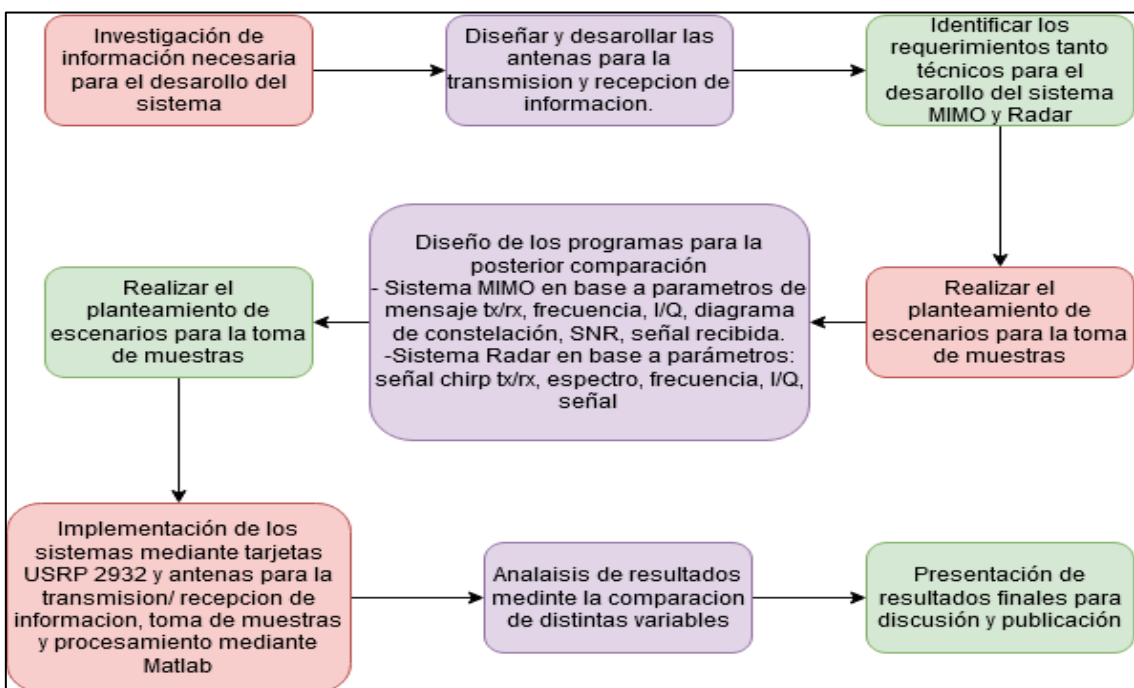 Investigación de
información necesaria
para el desarollo del
sistema
Diseñar y desarollar las
antenas para la
transmision y recepcion de
informacion.
Identificar los
requerimientos tanto
técnicos para el
desarollo del sistema
MIMO y Radar
Realizar el
planteamiento de
escenarios para la toma
de muestras
Diseño de los programas para la
posterior comparación
- Sistema MIMO en base a parametros de
mensaje tx/rx, frecuencia, I/Q, diagrama
de constelación, SNR, señal recibida.
-Sistema Radar en base a parámetros:
señal chirp tx/rx, espectro, frecuencia, I/Q,
señal
Realizar el
planteamiento de
escenarios para la toma
de muestras
Implementación de los
sistemas mediante tarjetas
USRP 2932 y antenas para la
transmision/ recepcion de
informacion, toma de muestras
y procesamiento mediante
Matlab
Analaisis de resultados
medinte la comparacion
de distintas variables
Presentación de
resultados finales para
discusión y publicación